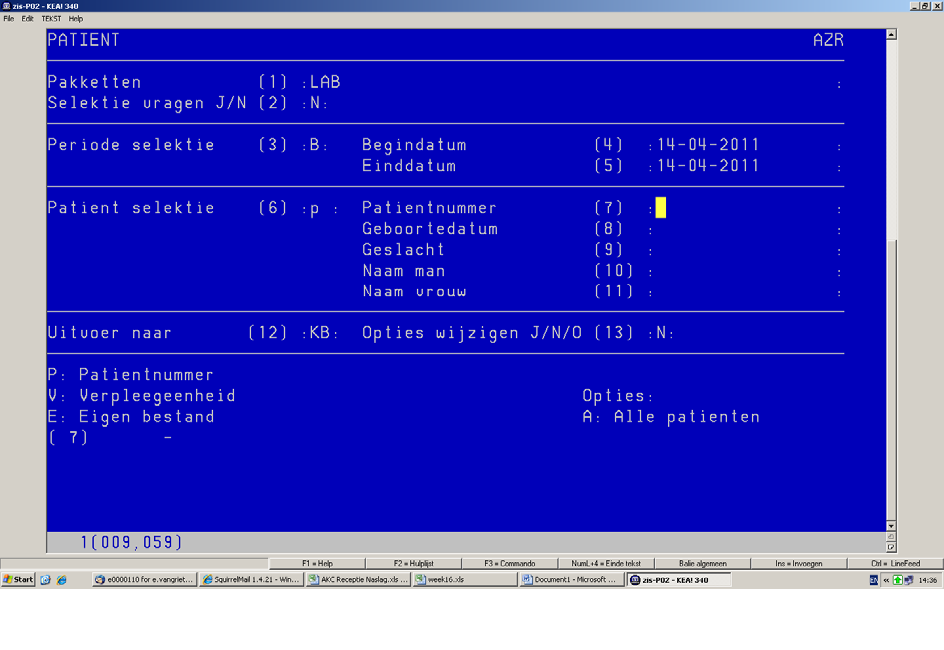 zis-P02 - KEA! 340
File Edit TEKST Help
PATIENT AZR
Pakketten (1) :LAB :
Selektie vragen J/N (2) :N:
Periode selektie (3) :B: Begindatum (4) :14-04-2011 :
Einddatum (5) :14-04-2011 :
Patient selektie (6) :p : Patientnummer (7) : :
Geboortedatum (8) : :
Geslacht (9) : :
Naam man (10) : :
Naam vrouw (11) : :
Uitvoer naar (12) :KB: Opties wijzigen J/N/O (13) :N:
P: Patientnummer
V: Verpleegeenheid Opties:
E: Eigen bestand A: Alle patienten
( 7) -
1(009,059)
F1 = Help F2 = Hulplijst F3 = Commando NumL+4 = Einde tekst Balie algemeen Ins = Invoegen Ctrl = LineFeed
Start e0000110 for e.vangriet... SquirrelMail 1.4.21 - Win... AKC Receptie Naslag.xls ... week16.xls Document1 - Microsoft ... zis-P02 - KEA! 340 EN « 14:36